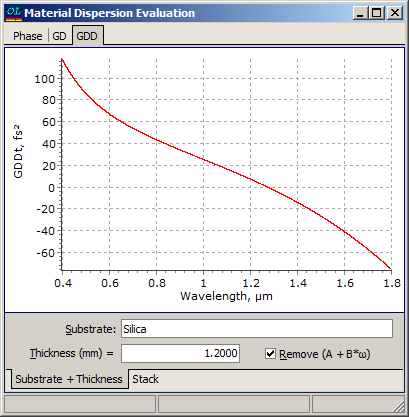 OL Material Dispersion Evaluation
Phase GD GDD
GDDt, fs²
100
80
60
40
20
0
-20
-40
-60
0.4 0.6 0.8 1 1.2 1.4 1.6 1.8
Wavelength, µm
Substrate: Silica
Thickness (mm) = 1.2000 Remove (A + B*ω)
Substrate + Thickness Stack